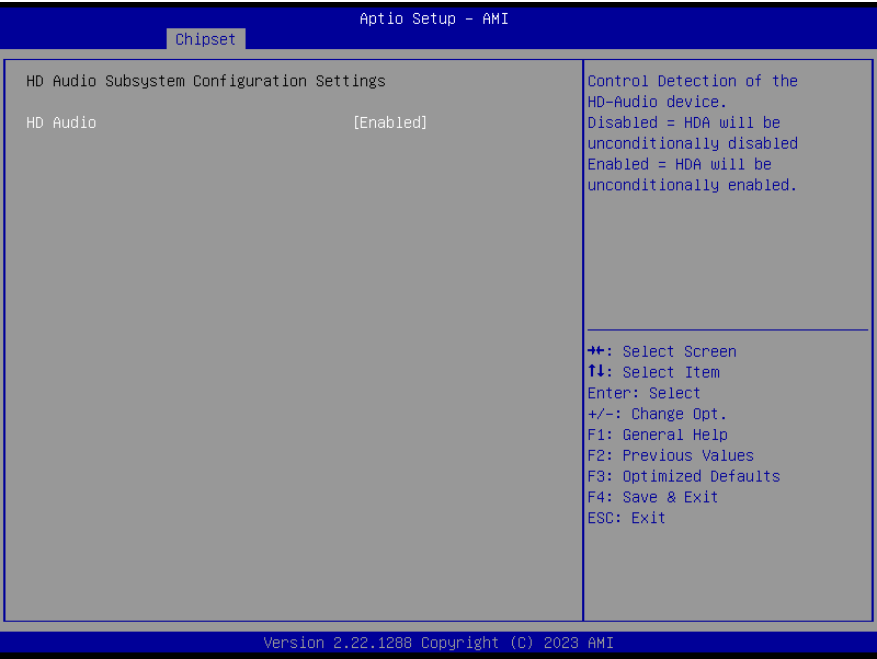 Aptio Setup – AMI
Chipset
HD Audio Subsystem Configuration Settings
HD Audio [Enabled]
Control Detection of the
HD-Audio device.
Disabled = HDA will be
unconditionally disabled
Enabled = HDA will be
unconditionally enabled.
→←: Select Screen
↑↓: Select Item
Enter: Select
+/-: Change Opt.
F1: General Help
F2: Previous Values
F3: Optimized Defaults
F4: Save & Exit
ESC: Exit
Version 2.22.1288 Copyright (C) 2023 AMI